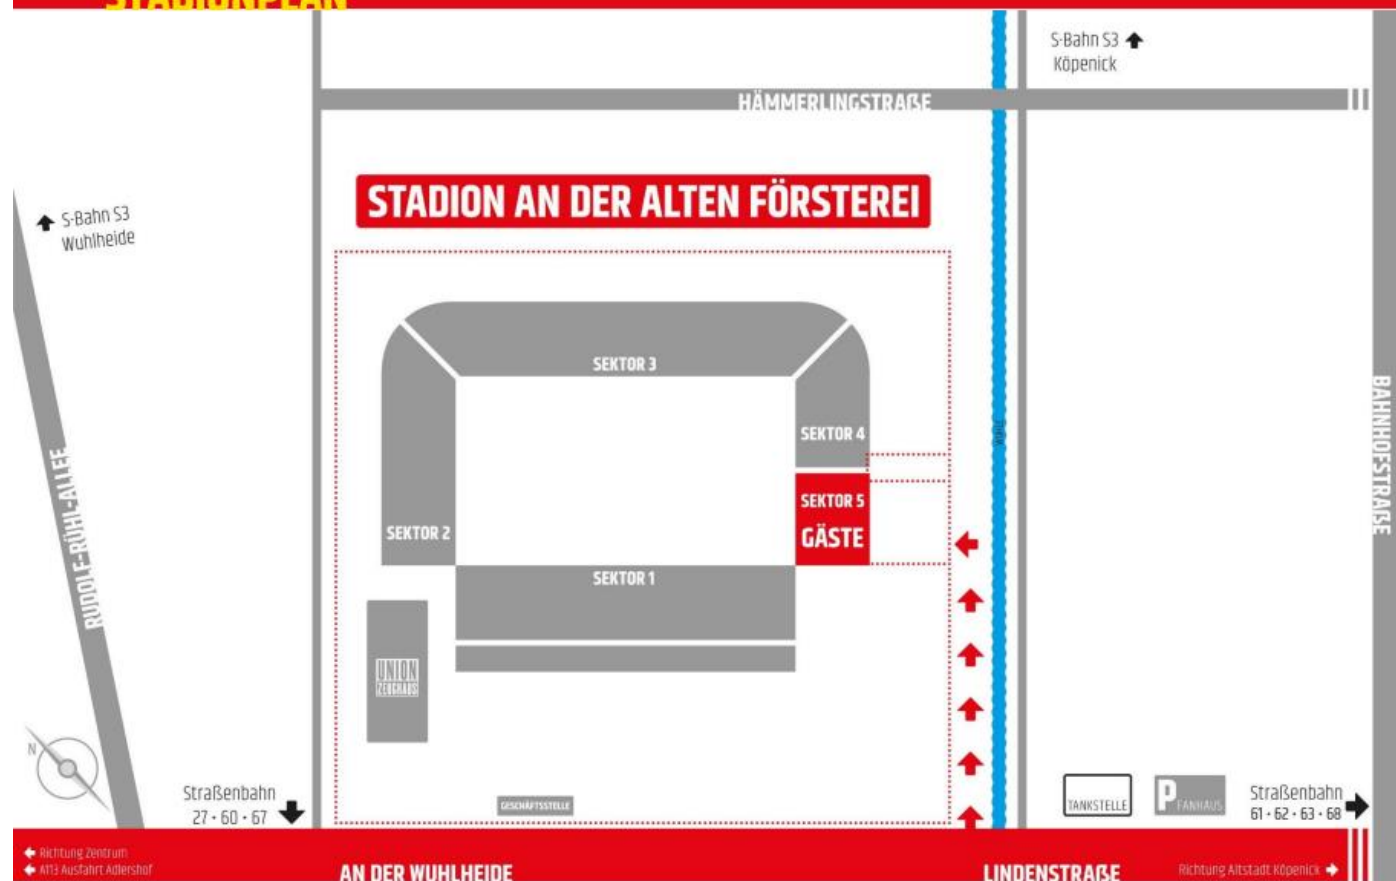 STADIONPLAN
S-Bahn S3
Köpenick
HÄMMERLINGSTRAßE
STADION AN DER ALTEN FÖRSTEREI
S-Bahn S3
Wuhlheide
SEKTOR 3
SEKTOR 4
WUHLE
BAHNHOFSTRAßE
RUDOLF-RÜHL-ALLEE
SEKTOR 5
GÄSTE
SEKTOR 2
SEKTOR 1
UNION
ZEUGHAUS
N
Straßenbahn
27 • 60 • 67
GESCHÄFTSSTELLE
TANKSTELLE
P FANHAUS
Straßenbahn
61 • 62 • 63 • 68
Richtung Zentrum
A113 Ausfahrt Adlershof
AN DER WUHLHEIDE
LINDENSTRAßE
Richtung Altstadt Köpenick